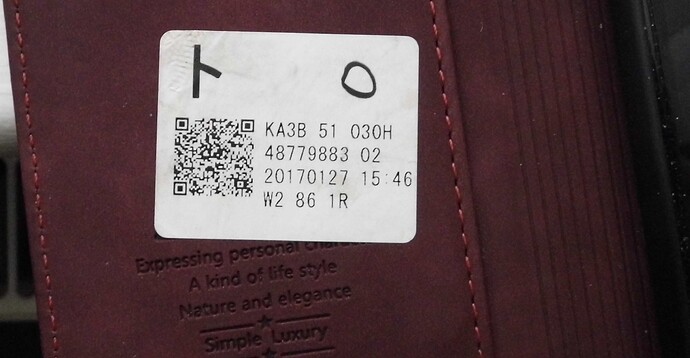 ト O
KA3B 51 030H
48779883 02
20170127 15:46
W2 86 1R
Expressing personal
A kind of life style
Nature and elegance
Simple Luxury